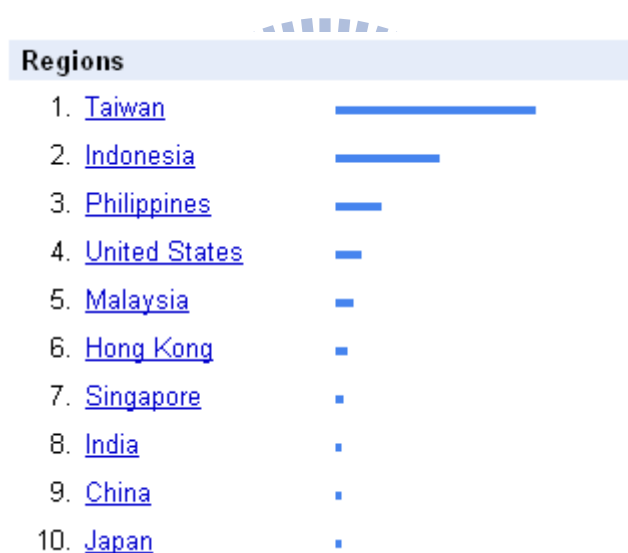 Regions
1. Taiwan
2. Indonesia
3. Philippines
4. United States
5. Malaysia
6. Hong Kong
7. Singapore
8. India
9. China
10. Japan